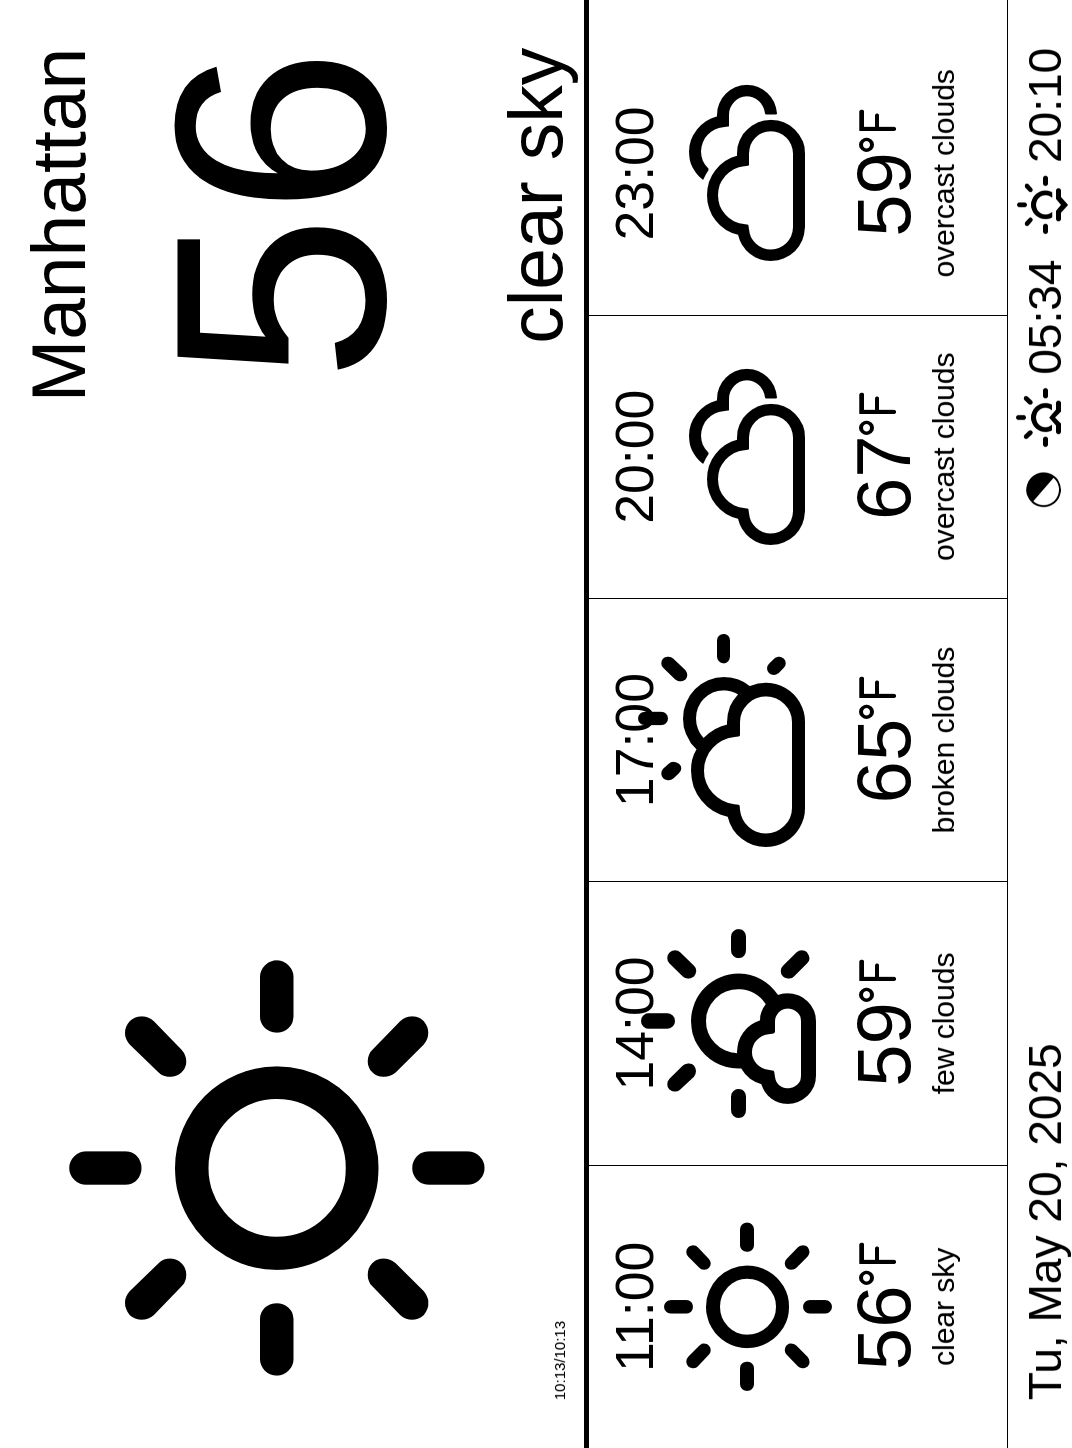 Manhattan
56
clear sky
10:13/10:13
11:00
56°F
clear sky
14:00
59°F
few clouds
17:00
65°F
broken clouds
20:00
67°F
overcast clouds
23:00
59°F
overcast clouds
Tu, May 20, 2025
05:34
20:10